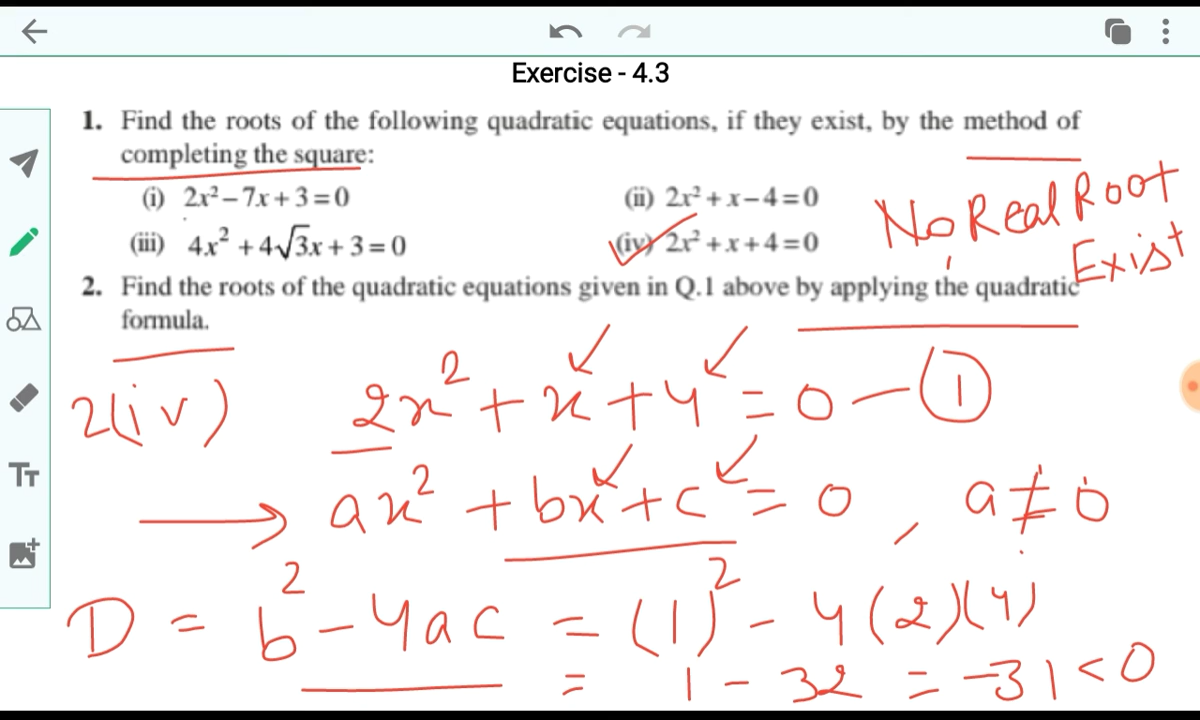 Exercise - 4.3
1. Find the roots of the following quadratic equations, if they exist, by the method of
completing the square:
(i) 2x² – 7x + 3 = 0
(ii) 2x² + x – 4 = 0
(iii) 4x² + 4√3x + 3 = 0
(iv) 2x² + x + 4 = 0
No Real Root
Exist
2. Find the roots of the quadratic equations given in Q.1 above by applying the quadratic
formula.
2(iv) 2x² + x + 4 = 0 — ①
→ ax² + bx + c = 0 , a ≠ 0
D = b² – 4ac = (1)² – 4(2)(4)
= 1 – 32 = –31 < 0
TT